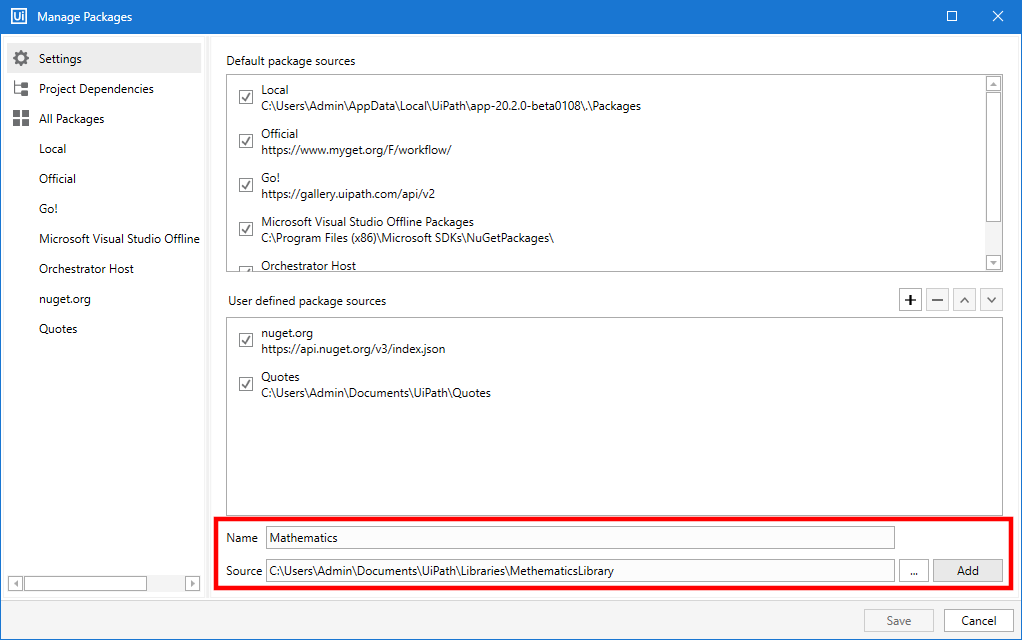 Ui Manage Packages
Settings
Project Dependencies
All Packages
Local
Official
Go!
Microsoft Visual Studio Offline
Orchestrator Host
nuget.org
Quotes
Default package sources
Local
C:\Users\Admin\AppData\Local\UiPath\app-20.2.0-beta0108\.\Packages
Official
https://www.myget.org/F/workflow/
Go!
https://gallery.uipath.com/api/v2
Microsoft Visual Studio Offline Packages
C:\Program Files (x86)\Microsoft SDKs\NuGetPackages\
Orchestrator Host
User defined package sources
nuget.org
https://api.nuget.org/v3/index.json
Quotes
C:\Users\Admin\Documents\UiPath\Quotes
Name Mathematics
Source C:\Users\Admin\Documents\UiPath\Libraries\MethematicsLibrary ... Add
Save Cancel